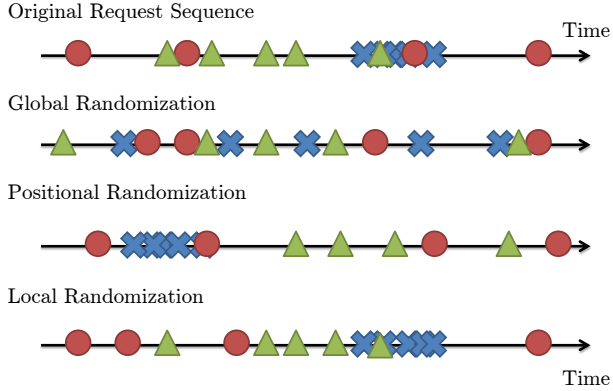 Original Request Sequence
Time
Global Randomization
Positional Randomization
Local Randomization
Time